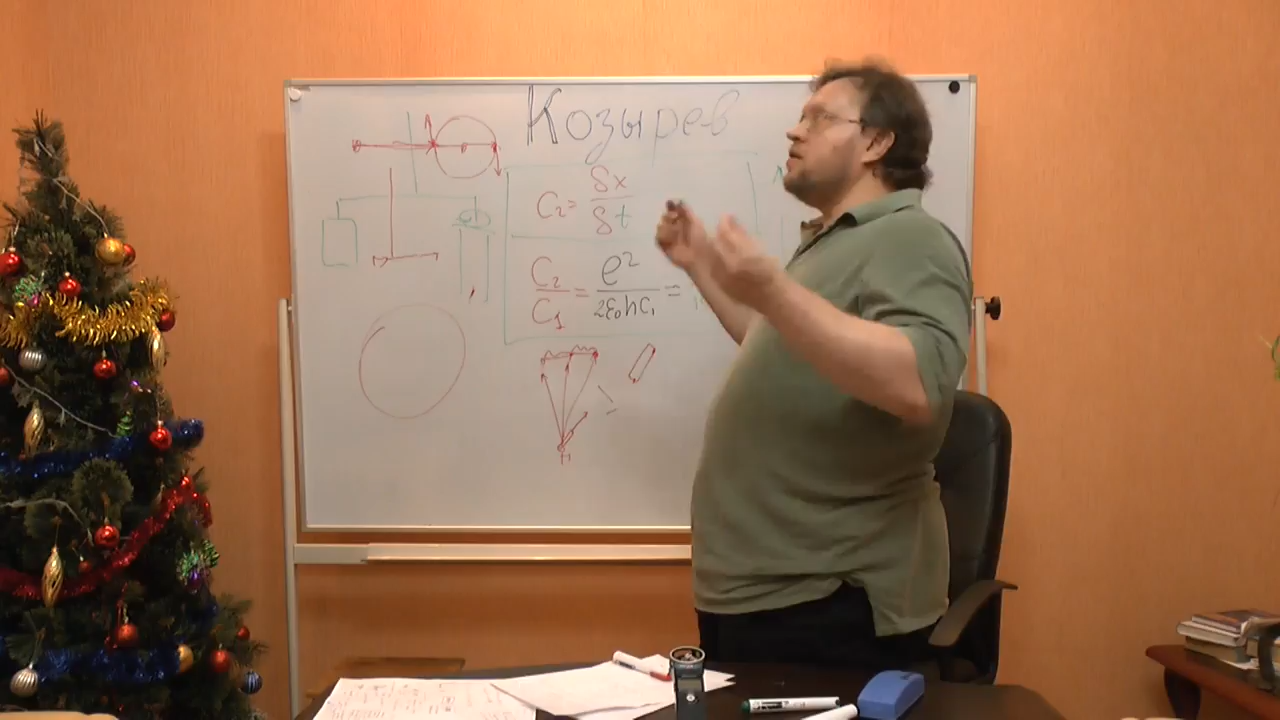 Козырев
C₂ = δx / δt
C₂ / C₁ = e² / 2ε₀hC₁ =